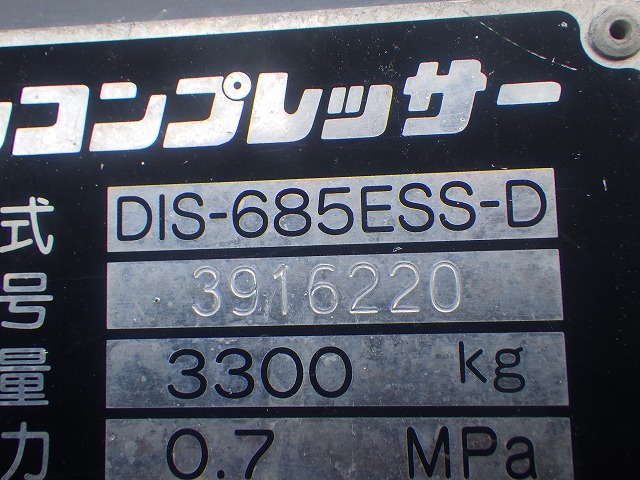 コンプレッサー
式 DIS-685ESS-D
号 3916220
量 3300 kg
力 0.7 MPa